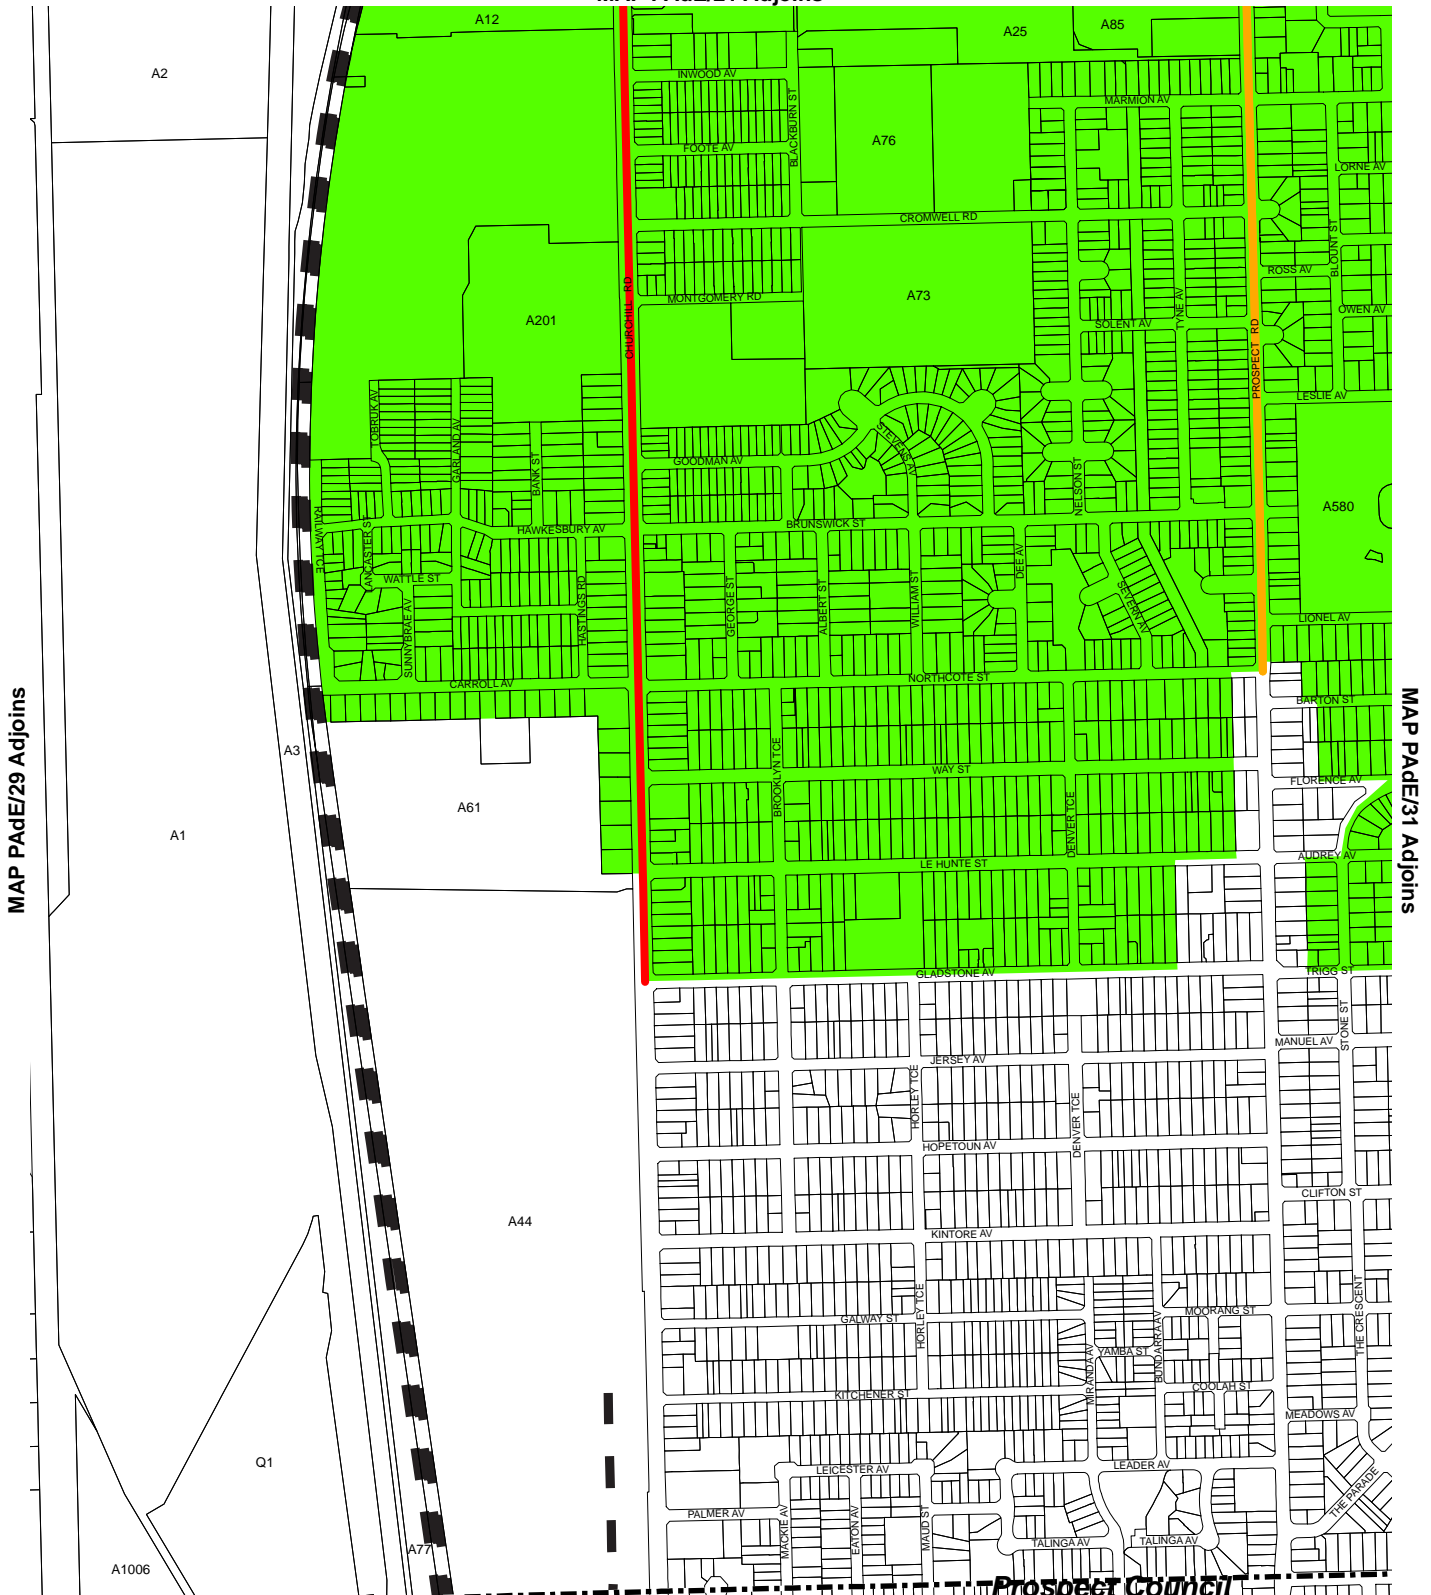 A12
A25
A85
A2
INWOOD AV
MARMION AV
BLACKBURN ST
A76
FOOTE AV
LORNE AV
CROMWELL RD
BLOUNT ST
ROSS AV
MONTGOMERY RD
A73
CHURCHILL RD
TYNE AV
OWEN AV
A201
SOLENT AV
PROSPECT RD
LESLIE AV
TOBRUK AV
GARLAND AV
STEVENS AV
GOODMAN AV
BANK ST
NELSON ST
A580
RAILWAY TCE
LANCASTER ST
HAWKESBURY AV
BRUNSWICK ST
DEE AV
WATTLE ST
SUNNYBRAE AV
HASTINGS RD
GEORGE ST
ALBERT ST
WILLIAM ST
SEVERN AV
LIONEL AV
CARROLL AV
NORTHCOTE ST
BARTON ST
A3
MAP PAdE/29 Adjoins
MAP PAdE/31 Adjoins
WAY ST
BROOKLYN TCE
DENVER TCE
FLORENCE AV
A61
A1
LE HUNTE ST
AUDREY AV
GLADSTONE AV
TRIGG ST
STONE ST
MANUEL AV
JERSEY AV
HORLEY TCE
DENVER TCE
HOPETOUN AV
CLIFTON ST
A44
KINTORE AV
HORLEY TCE
GALWAY ST
MOORANG ST
THE CRESCENT
YAMBA ST
BUNDARRA AV
MIRANDA AV
KITCHENER ST
COOLAH ST
MEADOWS AV
Q1
LEICESTER AV
LEADER AV
THE PARADE
PALMER AV
MACKIE AV
EATON AV
MAUD ST
TALINGA AV
TALINGA AV
A77
A1006
Prospect Council